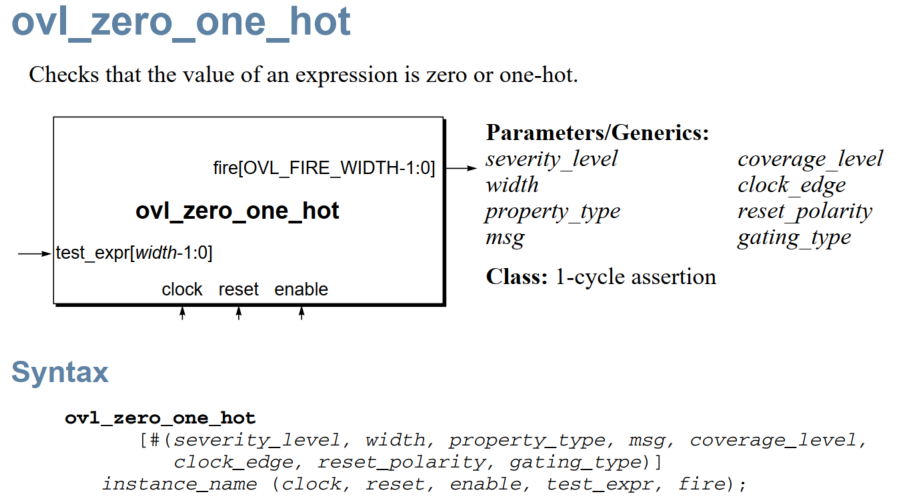 ovl_zero_one_hot
Checks that the value of an expression is zero or one-hot.
fire[OVL_FIRE_WIDTH-1:0]
ovl_zero_one_hot
test_expr[width-1:0]
clock reset enable
Parameters/Generics:
severity_level coverage_level
width clock_edge
property_type reset_polarity
msg gating_type
Class: 1-cycle assertion
Syntax
ovl_zero_one_hot
[#(severity_level, width, property_type, msg, coverage_level,
clock_edge, reset_polarity, gating_type)]
instance_name (clock, reset, enable, test_expr, fire);